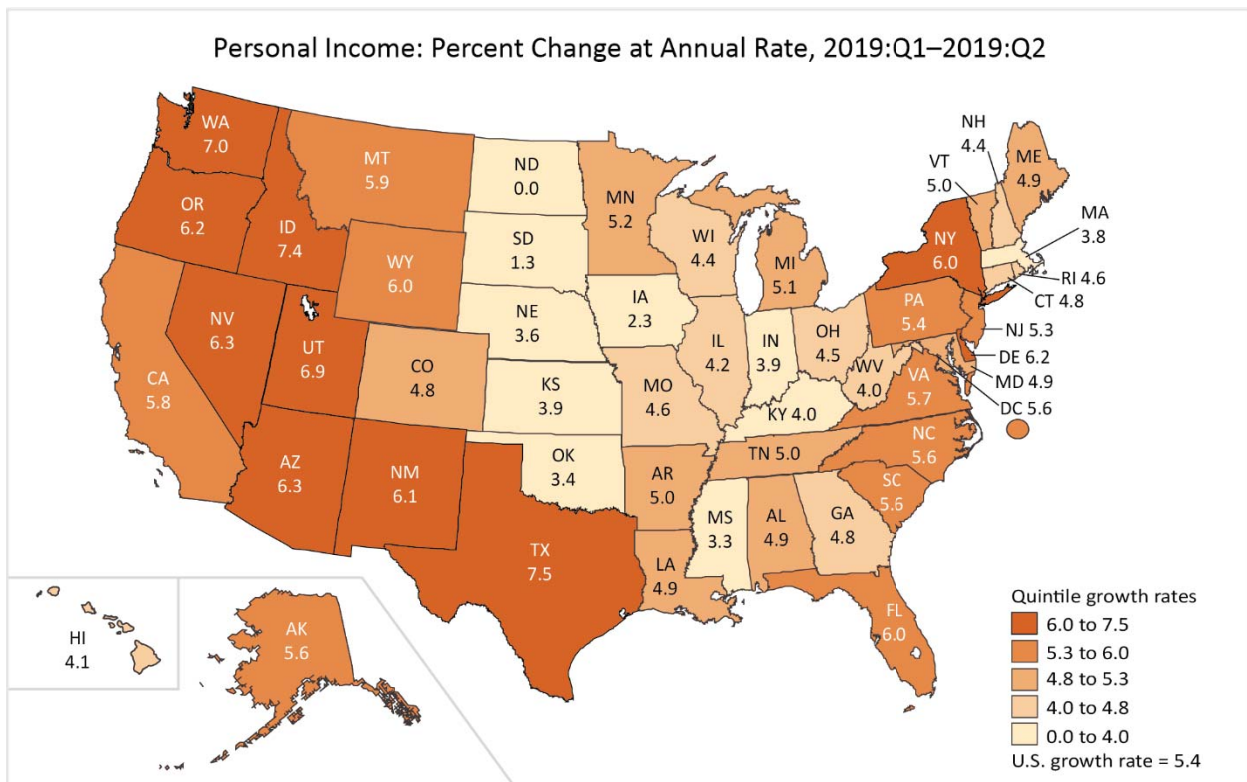 Personal Income: Percent Change at Annual Rate, 2019:Q1–2019:Q2
WA
7.0
OR
6.2
ID
7.4
MT
5.9
WY
6.0
CA
5.8
NV
6.3
UT
6.9
CO
4.8
AZ
6.3
NM
6.1
ND
0.0
SD
1.3
NE
3.6
KS
3.9
OK
3.4
TX
7.5
MN
5.2
IA
2.3
MO
4.6
AR
5.0
LA
4.9
WI
4.4
IL
4.2
MI
5.1
IN
3.9
OH
4.5
KY 4.0
TN 5.0
MS
3.3
AL
4.9
GA
4.8
FL
6.0
SC
5.6
NC
5.6
VA
5.7
WV
4.0
PA
5.4
NY
6.0
VT
5.0
NH
4.4
ME
4.9
MA
3.8
RI 4.6
CT 4.8
NJ 5.3
DE 6.2
MD 4.9
DC 5.6
HI
4.1
AK
5.6
Quintile growth rates
6.0 to 7.5
5.3 to 6.0
4.8 to 5.3
4.0 to 4.8
0.0 to 4.0
U.S. growth rate = 5.4